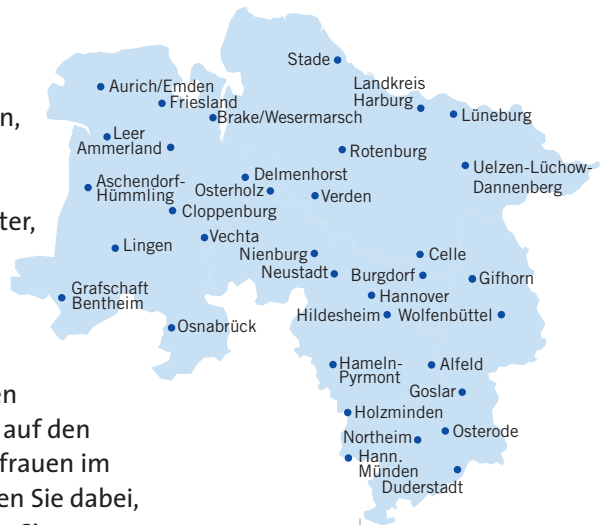 Stade
Landkreis
Harburg
Aurich/Emden
Friesland
Brake/Wesermarsch
Lüneburg
n,
Leer
Ammerland
Rotenburg
Uelzen-Lüchow-
Dannenberg
Aschendorf-
Hümmling
Delmenhorst
Osterholz
Verden
Cloppenburg
ter,
Vechta
Lingen
Nienburg
Celle
Neustadt
Burgdorf
Gifhorn
Grafschaft
Bentheim
Hannover
Hildesheim
Wolfenbüttel
Osnabrück
Hameln-
Pyrmont
Alfeld
Goslar
en
Holzminden
auf den
Northeim
Osterode
frauen im
Hann.
Münden
Duderstadt
en Sie dabei,